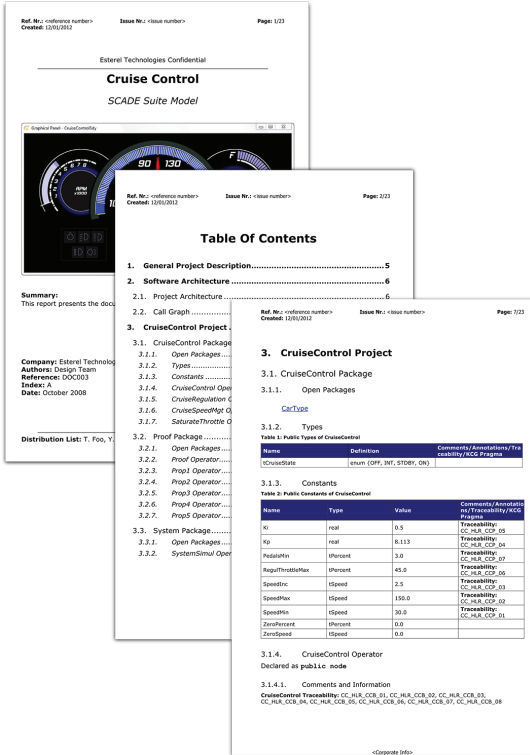 Ref. Nr.: <reference number> Issue Nr.: <issue number> Page: 1/23
Created: 12/01/2012
Esterel Technologies Confidential
Cruise Control
SCADE Suite Model
Graphical Panel - CruiseControlTidy
90 130
RPM
x1000
F
Summary:
This report presents the docu
Company: Esterel Technolog
Authors: Design Team
Reference: DOC003
Index: A
Date: October 2008
Distribution List: T. Foo, Y.
Ref. Nr.: <reference number> Issue Nr.: <issue number> Page: 2/23
Created: 12/01/2012
Table Of Contents
1. General Project Description 5
2. Software Architecture 6
2.1. Project Architecture 6
2.2. Call Graph
3. CruiseControl Project
3.1. CruiseControl Package
3.1.1. Open Packages
3.1.2. Types
3.1.3. Constants
3.1.4. CruiseControl Oper
3.1.5. CruiseRegulation O
3.1.6. CruiseSpeedMgt O
3.1.7. SaturateThrottle O
3.2. Proof Package
3.2.1. Open Packages
3.2.2. Proof Operator
3.2.3. Prop1 Operator
3.2.4. Prop2 Operator
3.2.5. Prop3 Operator
3.2.6. Prop4 Operator
3.2.7. Prop5 Operator
3.3. System Package
3.3.1. Open Packages
3.3.2. SystemSimul Oper
Ref. Nr.: <reference number> Issue Nr.: <issue number> Page: 7/23
Created: 12/01/2012
3. CruiseControl Project
3.1. CruiseControl Package
3.1.1. Open Packages
CarType
3.1.2. Types
Table 1: Public Types of CruiseControl
Name Definition Comments/Annotations/Tra
ceability/KCG Pragma
tCruiseState enum {OFF, INT, STDBY, ON}
3.1.3. Constants
Table 2: Public Constants of CruiseControl
Name Type Value Comments/Annotatio
ns/Traceability/KCG
Pragma
Ki real 0.5 Traceability:
CC_HLR_CCP_05
Kp real 8.113 Traceability:
CC_HLR_CCP_04
PedalsMin tPercent 3.0 Traceability:
CC_HLR_CCP_07
RegulThrottleMax tPercent 45.0 Traceability:
CC_HLR_CCP_06
SpeedInc tSpeed 2.5 Traceability:
CC_HLR_CCP_03
SpeedMax tSpeed 150.0 Traceability:
CC_HLR_CCP_02
SpeedMin tSpeed 30.0 Traceability:
CC_HLR_CCP_01
ZeroPercent tPercent 0.0
ZeroSpeed tSpeed 0.0
3.1.4. CruiseControl Operator
Declared as public node
3.1.4.1. Comments and Information
CruiseControl Traceability: CC_HLR_CCB_01, CC_HLR_CCB_02, CC_HLR_CCB_03,
CC_HLR_CCB_04, CC_HLR_CCB_05, CC_HLR_CCB_06, CC_HLR_CCB_07, CC_HLR_CCB_08
<Corporate Info>